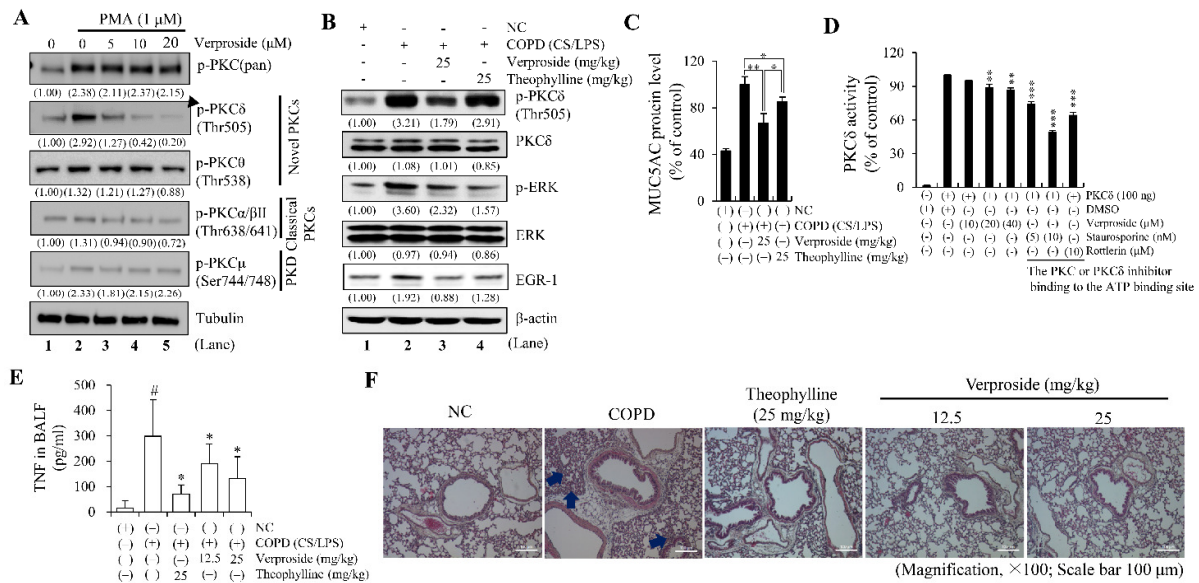 A
PMA (1 μM)
0 0 5 10 20 Verproside (μM)
p-PKC(pan)
(1.00) (2.38) (2.11) (2.37) (2.15)
p-PKCδ
(Thr505)
(1.00) (2.92) (1.27) (0.42) (0.20)
p-PKCθ
(Thr538)
(1.00) (1.32) (1.21) (1.27) (0.88)
p-PKCα/βII
(Thr638/641)
(1.00) (1.31) (0.94) (0.90) (0.72)
p-PKCμ
(Ser744/748)
(1.00) (2.33) (1.81) (2.15) (2.26)
Tubulin
1 2 3 4 5 (Lane)
Novel PKCs
Classical PKCs
PKD
B
+ - - - NC
- + + + COPD (CS/LPS)
- - 25 - Verproside (mg/kg)
- - - 25 Theophylline (mg/kg)
p-PKCδ
(Thr505)
(1.00) (3.21) (1.79) (2.91)
PKCδ
(1.00) (1.08) (1.01) (0.85)
p-ERK
(1.00) (3.60) (2.32) (1.57)
ERK
(1.00) (0.97) (0.94) (0.86)
EGR-1
(1.00) (1.92) (0.88) (1.28)
β-actin
1 2 3 4 (Lane)
C
MUC5AC protein level
(% of control)
120
80
40
0
*
** *
(+) (−) (−) (−) NC
(−) (+) (+) (+) COPD (CS/LPS)
(−) (−) 25 (−) Verproside (mg/kg)
(−) (−) (−) 25 Theophylline (mg/kg)
D
PKCδ activity
(% of control)
120
90
60
30
0
** ** *** *** ***
(-) (+) (+) (+) (+) (+) (+) (+) PKCδ (100 ng)
(-) (+) (-) (-) (-) (-) (-) (-) DMSO
(-) (-) (10) (20) (40) (-) (-) (-) Verproside (μM)
(-) (-) (-) (-) (-) (5) (10) (-) Staurosporine (nM)
(-) (-) (-) (-) (-) (-) (-) (10) Rottlerin (μM)
The PKC or PKCδ inhibitor
binding to the ATP binding site
E
TNF in BALF
(pg/ml)
500
400
300
200
100
0
# * * *
(+) (−) (−) (−) (−) NC
(−) (+) (+) (+) (+) COPD (CS/LPS)
(−) (−) (−) 12.5 25 Verproside (mg/kg)
(−) (−) 25 (−) (−) Theophylline (mg/kg)
F
NC
COPD
Theophylline
(25 mg/kg)
Verproside (mg/kg)
12.5 25
(Magnification, ×100; Scale bar 100 μm)